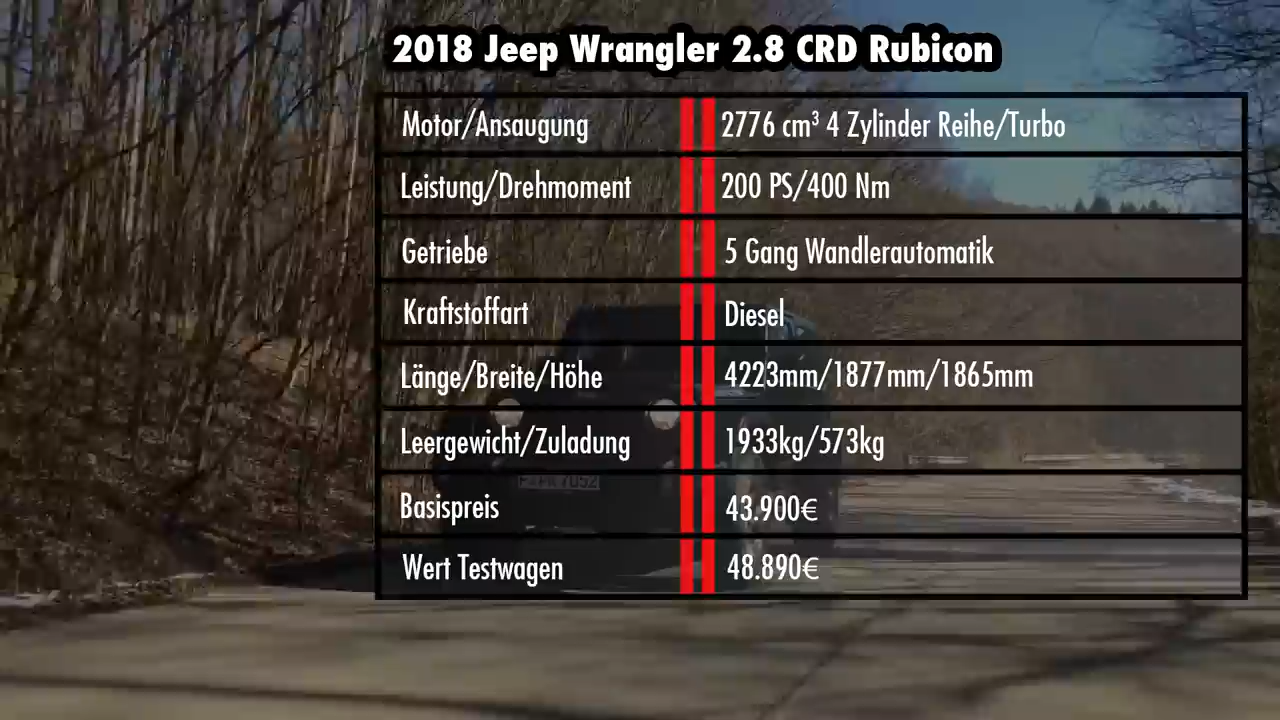 2018 Jeep Wrangler 2.8 CRD Rubicon
Motor/Ansaugung 2776 cm³ 4 Zylinder Reihe/Turbo
Leistung/Drehmoment 200 PS/400 Nm
Getriebe 5 Gang Wandlerautomatik
Kraftstoffart Diesel
Länge/Breite/Höhe 4223mm/1877mm/1865mm
Leergewicht/Zuladung 1933kg/573kg
Basispreis 43.900€
Wert Testwagen 48.890€